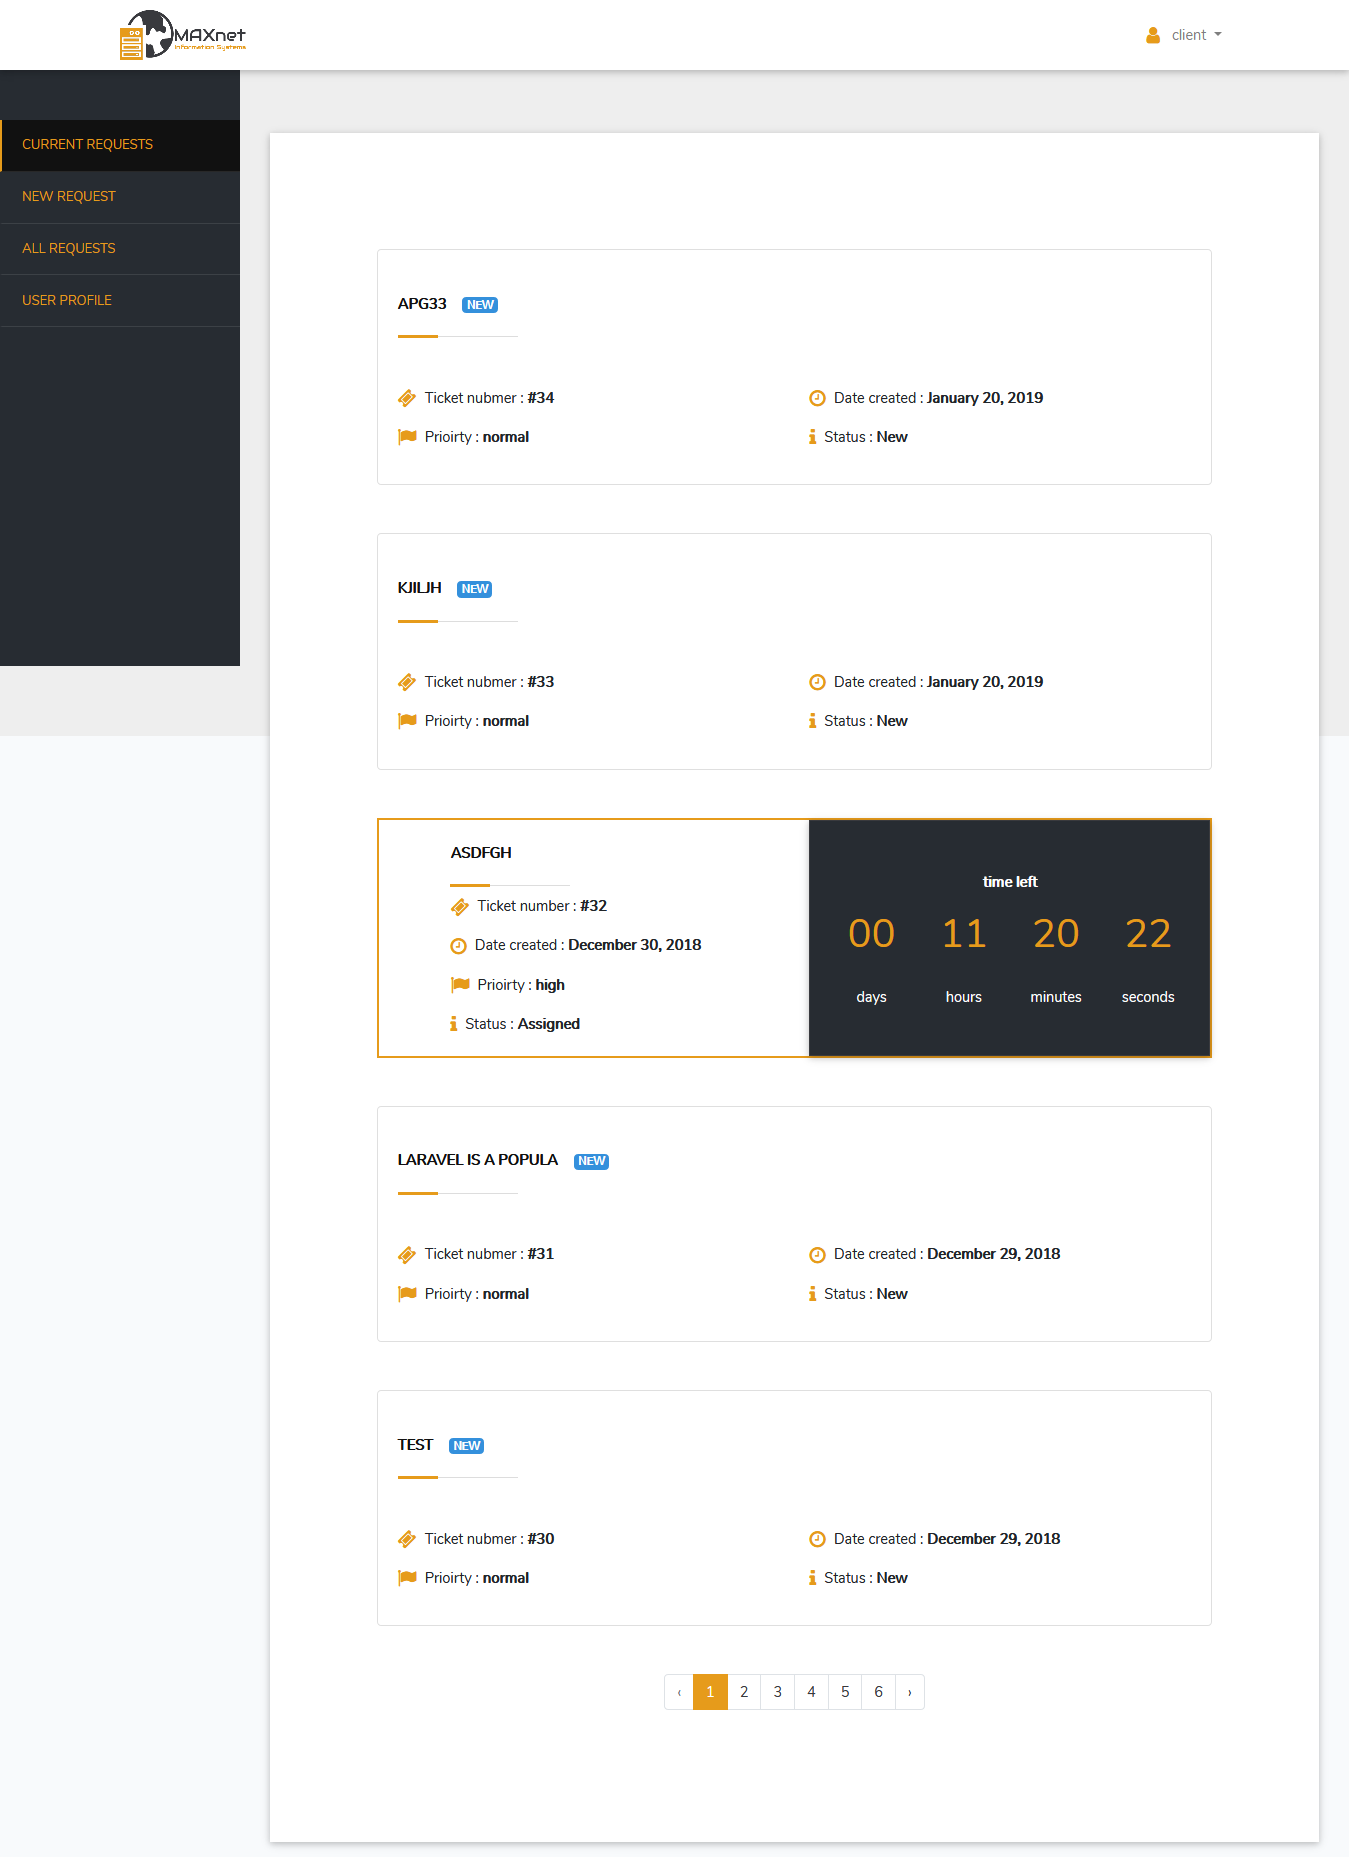 MAXnet
Information Systems
client
CURRENT REQUESTS
NEW REQUEST
ALL REQUESTS
USER PROFILE
APG33 NEW
Ticket nubmer : #34 Date created : January 20, 2019
Prioirty : normal Status : New
KJILJH NEW
Ticket nubmer : #33 Date created : January 20, 2019
Prioirty : normal Status : New
ASDFGH
Ticket number : #32
Date created : December 30, 2018
Prioirty : high
Status : Assigned
time left
00 11 20 22
days hours minutes seconds
LARAVEL IS A POPULA NEW
Ticket nubmer : #31 Date created : December 29, 2018
Prioirty : normal Status : New
TEST NEW
Ticket nubmer : #30 Date created : December 29, 2018
Prioirty : normal Status : New
‹ 1 2 3 4 5 6 ›